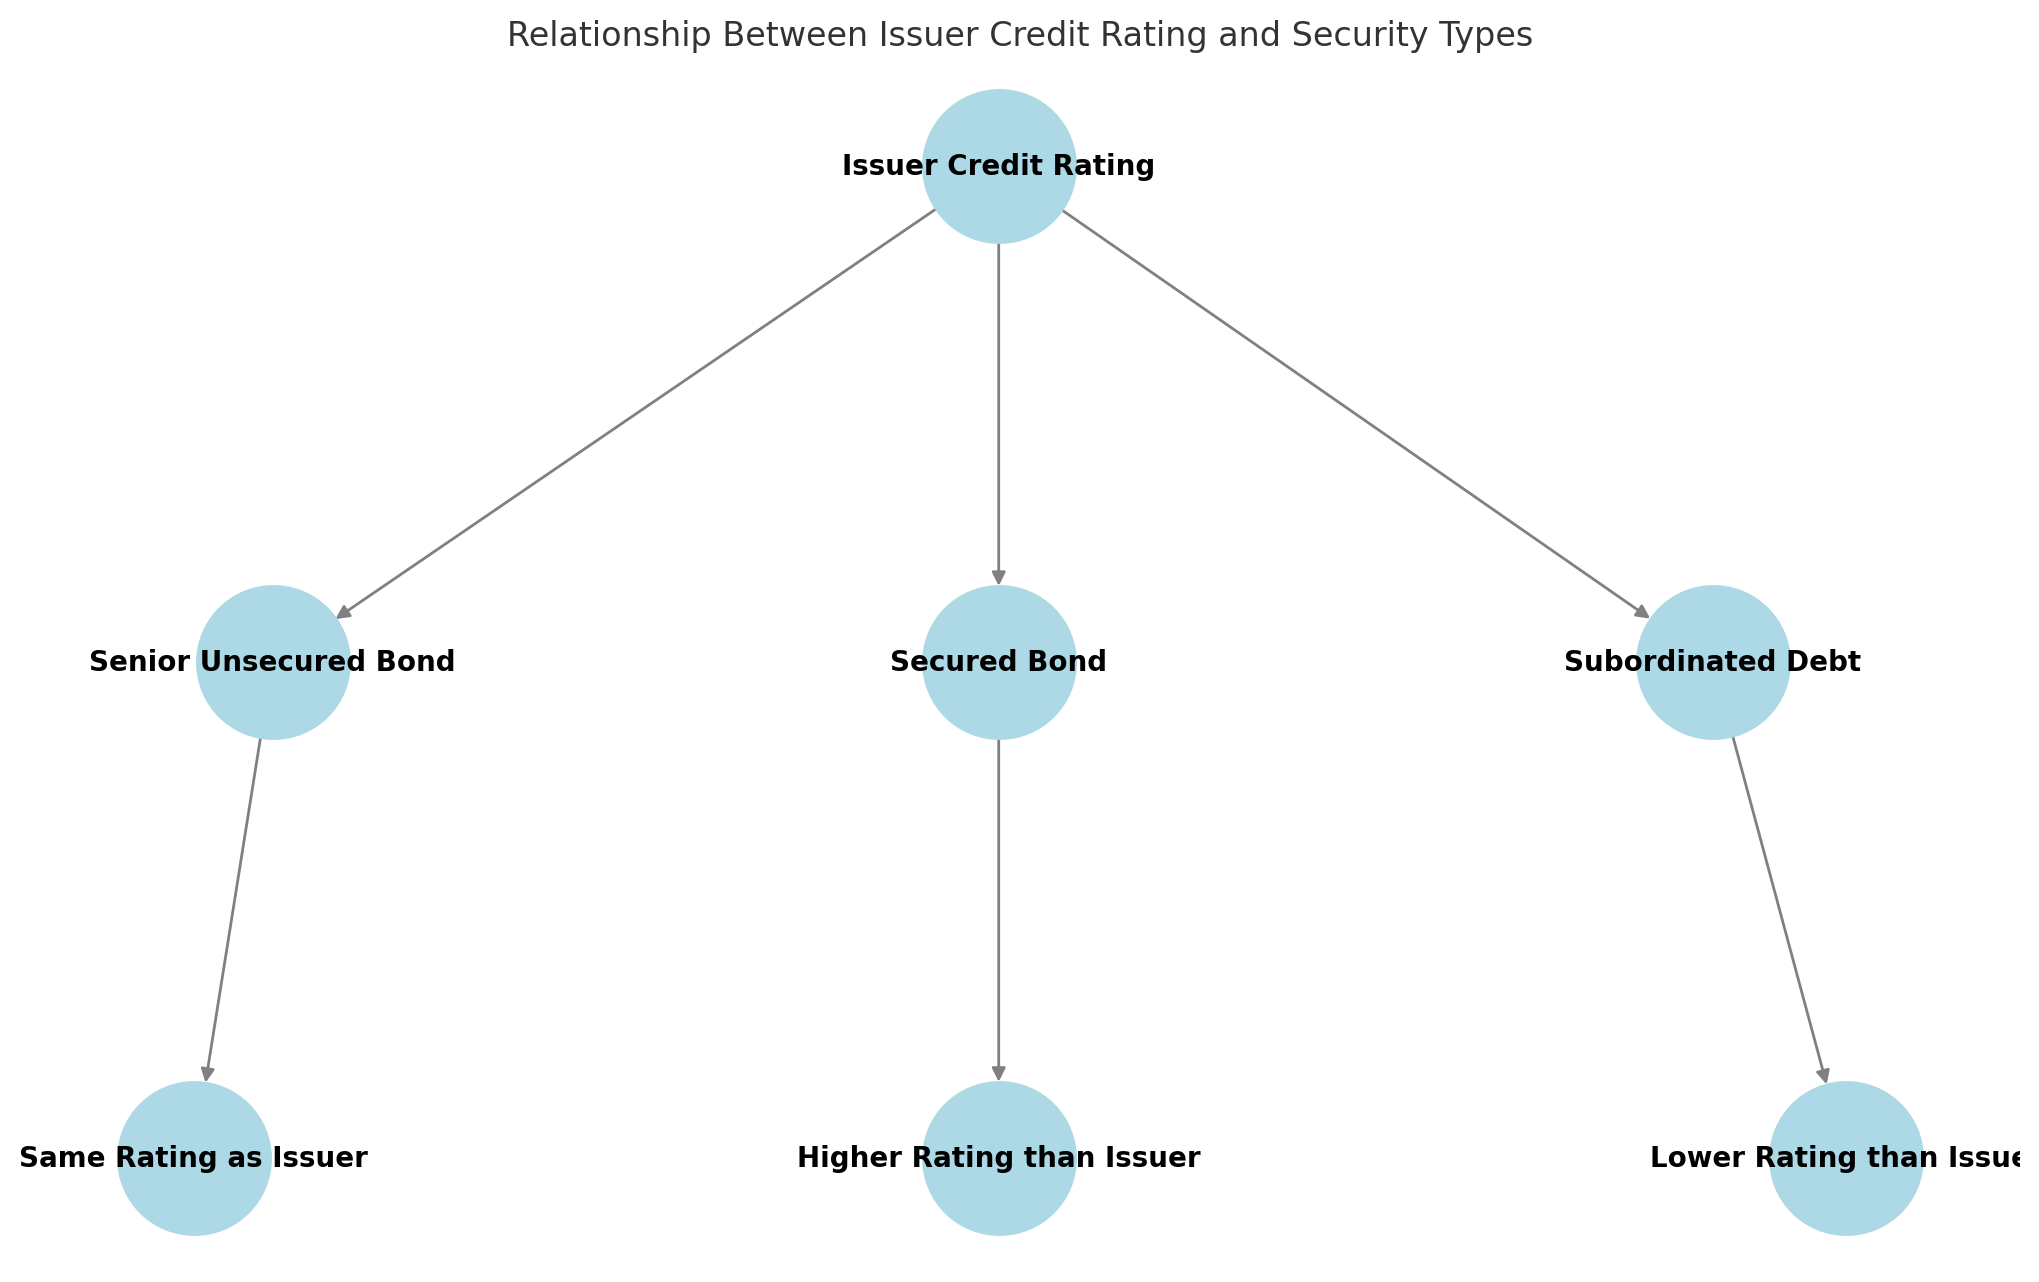 Relationship Between Issuer Credit Rating and Security Types
Issuer Credit Rating
Senior Unsecured Bond
Secured Bond
Subordinated Debt
Same Rating as Issuer
Higher Rating than Issuer
Lower Rating than Issue